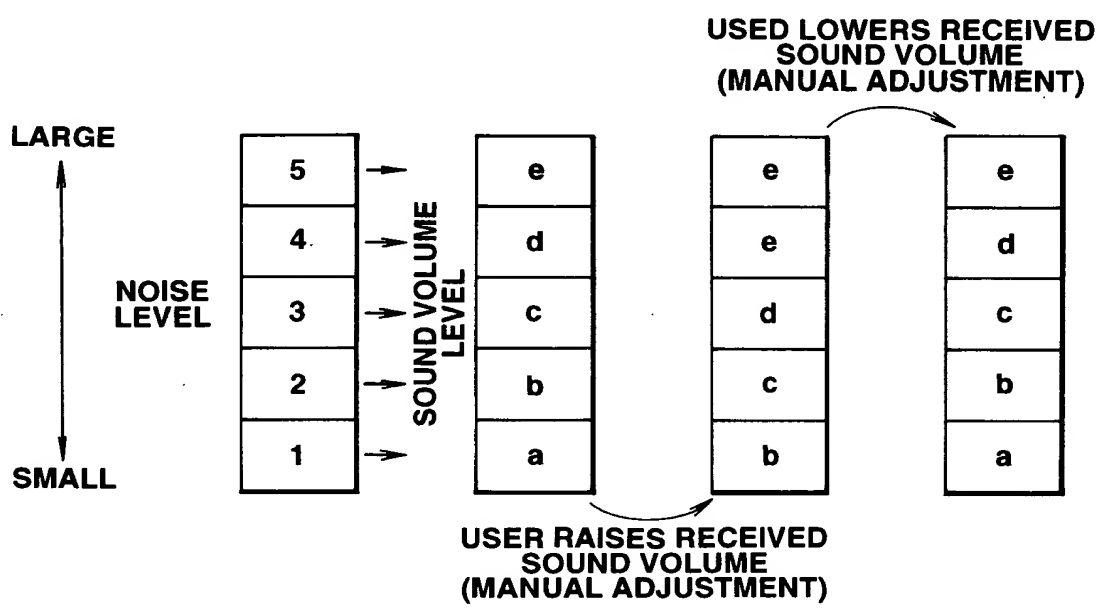 USED LOWERS RECEIVED
SOUND VOLUME
(MANUAL ADJUSTMENT)
LARGE
SMALL
NOISE
LEVEL
5
4
3
2
1
SOUND VOLUME
LEVEL
e
d
c
b
a
e
e
d
c
b
e
d
c
b
a
USER RAISES RECEIVED
SOUND VOLUME
(MANUAL ADJUSTMENT)